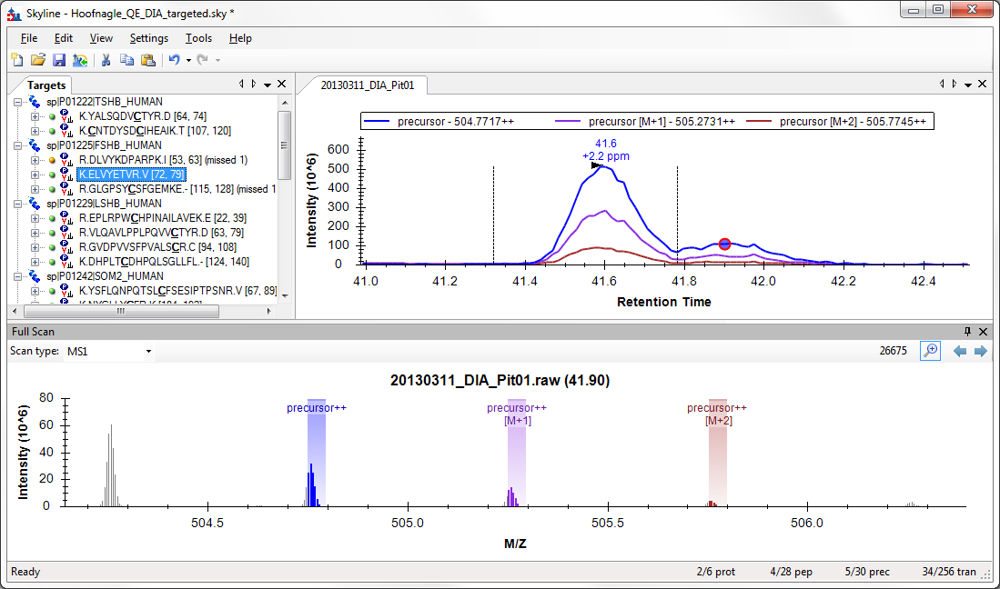 Skyline - Hoofnagle_QE_DIA_targeted.sky *
File Edit View Settings Tools Help
Targets
sp|P01222|TSHB_HUMAN
K.YALSQDVCTYR.D [64, 74]
K.CNTDYSDCIHEAIK.T [107, 120]
sp|P01225|FSHB_HUMAN
R.DLVYKDPARPK.I [53, 63] (missed 1)
K.ELVYETVR.V [72, 79]
R.GLGPSYCSFGEMKE.- [115, 128] (missed 1
sp|P01229|LSHB_HUMAN
R.EPLRPWCHPINAILAVEK.E [22, 39]
R.VLQAVLPPLPQVVCTYR.D [63, 79]
R.GVDPVVSFPVALSCR.C [94, 108]
K.DHPLTCDHPQLSGLLFL.- [124, 140]
sp|P01242|SOM2_HUMAN
K.YSFLQNPQTSLCFSESIPTPSNR.V [67, 89]
20130311_DIA_Pit01
precursor - 504.7717++ precursor [M+1] - 505.2731++ precursor [M+2] - 505.7745++
41.6
+2.2 ppm
Intensity (10^6)
600
500
400
300
200
100
0
41.0 41.2 41.4 41.6 41.8 42.0 42.2 42.4
Retention Time
Full Scan
Scan type: MS1 26675
20130311_DIA_Pit01.raw (41.90)
Intensity (10^6)
80
60
40
20
0
precursor++
precursor++
[M+1]
precursor++
[M+2]
504.5 505.0 505.5 506.0
M/Z
Ready 2/6 prot 4/28 pep 5/30 prec 34/256 tran